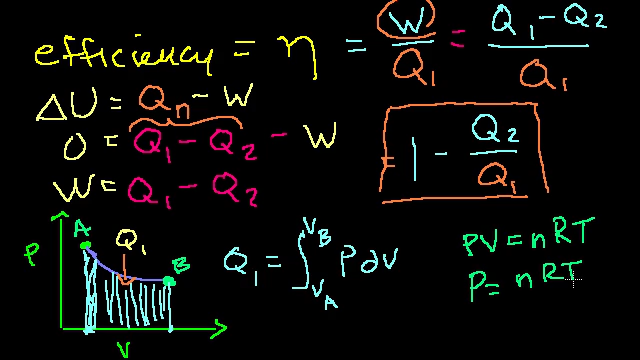 efficiency = η = W/Q₁ = Q₁-Q₂/Q₁
ΔU = Qₙ - W
0 = Q₁ - Q₂ - W
= 1 - Q₂/Q₁
W = Q₁ - Q₂
P
A
Q₁
B
V
Q₁ = ∫_{V_A}^{V_B} P∂V
PV = nRT
P = nRT